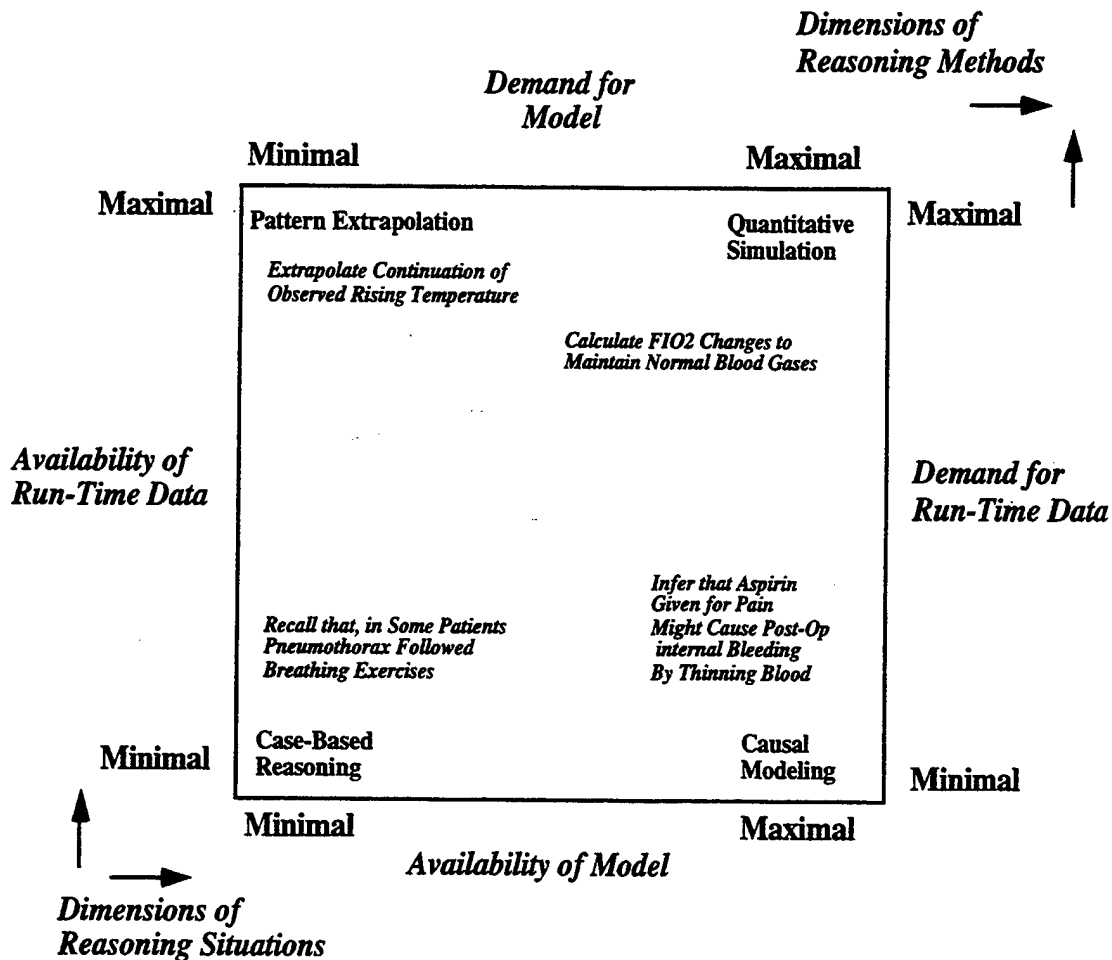 Dimensions of
Reasoning Methods
Demand for
Model
Minimal
Maximal
Maximal
Maximal
Pattern Extrapolation
Quantitative
Simulation
Extrapolate Continuation of
Observed Rising Temperature
Calculate FIO2 Changes to
Maintain Normal Blood Gases
Availability of
Run-Time Data
Demand for
Run-Time Data
Infer that Aspirin
Given for Pain
Might Cause Post-Op
internal Bleeding
By Thinning Blood
Recall that, in Some Patients
Pneumothorax Followed
Breathing Exercises
Case-Based
Reasoning
Causal
Modeling
Minimal
Minimal
Minimal
Maximal
Availability of Model
Dimensions of
Reasoning Situations